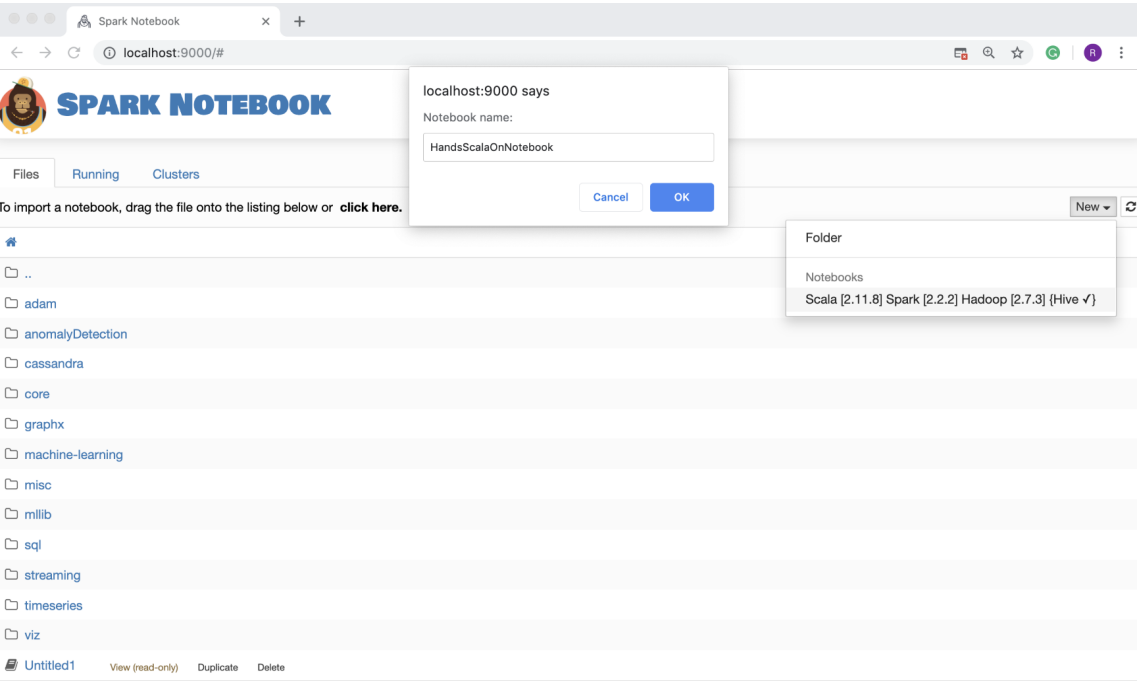 Spark Notebook
localhost:9000/#
R
localhost:9000 says
Notebook name:
HandsScalaOnNotebook
Cancel
OK
SPARK NOTEBOOK
Files
Running
Clusters
To import a notebook, drag the file onto the listing below or click here.
New
Folder
Notebooks
Scala [2.11.8] Spark [2.2.2] Hadoop [2.7.3] {Hive ✓}
..
adam
anomalyDetection
cassandra
core
graphx
machine-learning
misc
mllib
sql
streaming
timeseries
viz
Untitled1 View (read-only) Duplicate Delete